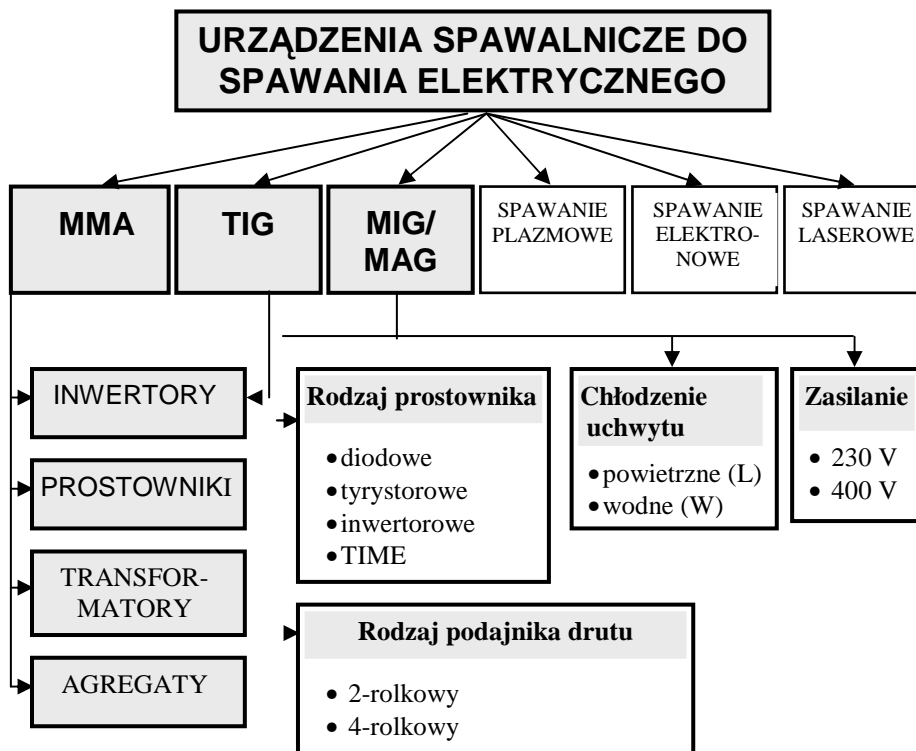 URZĄDZENIA SPAWALNICZE DO
SPAWANIA ELEKTRYCZNEGO
MMA
TIG
MIG/
MAG
SPAWANIE
PLAZMOWE
SPAWANIE
ELEKTRO-
NOWE
SPAWANIE
LASEROWE
INWERTORY
PROSTOWNIKI
TRANSFOR-
MATORY
AGREGATY
Rodzaj prostownika
• diodowe
• tyrystorowe
• inwertorowe
• TIME
Chłodzenie
uchwytu
• powietrzne (L)
• wodne (W)
Zasilanie
• 230 V
• 400 V
Rodzaj podajnika drutu
• 2-rolkowy
• 4-rolkowy